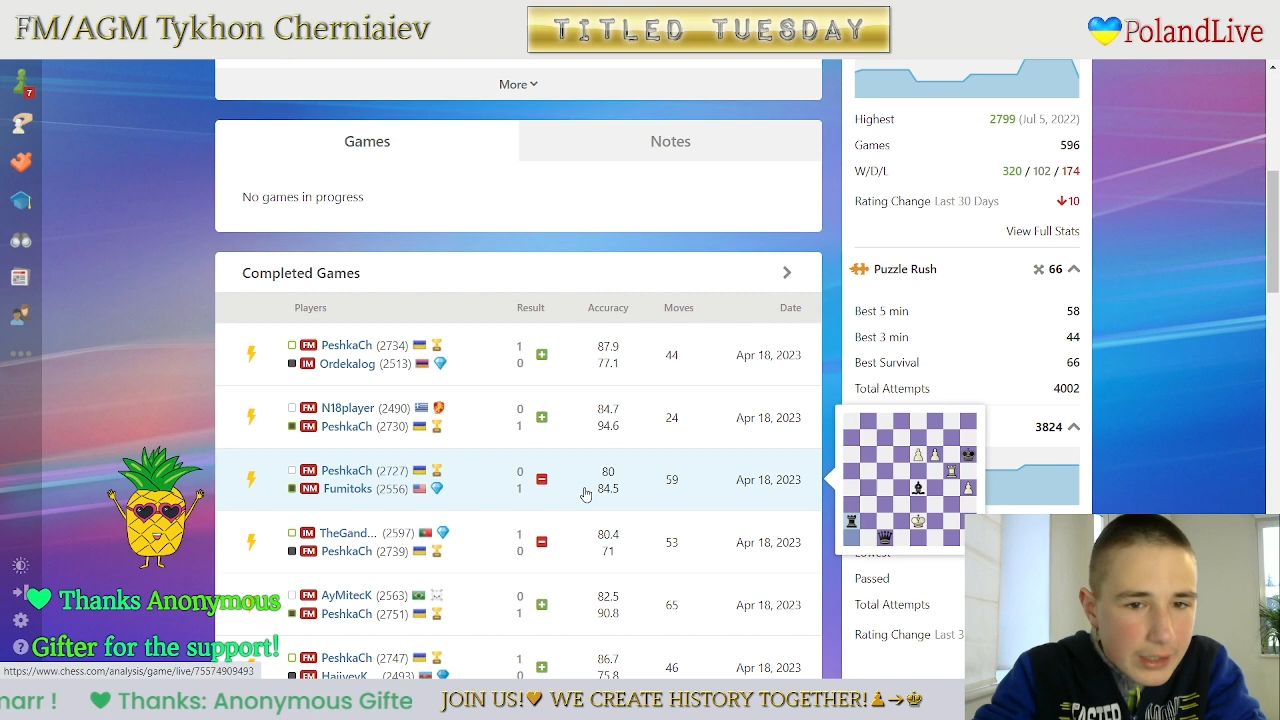 FM/AGM Tykhon Cherniaiev
TITLED TUESDAY
PolandLive
7
More
Games
Notes
No games in progress
Completed Games
Players
Result
Accuracy
Moves
Date
FM PeshkaCh (2734)
1
87.9
44
Apr 18, 2023
IM Ordekalog (2513)
0
77.1
FM N18player (2490)
0
84.7
24
Apr 18, 2023
FM PeshkaCh (2730)
1
94.6
FM PeshkaCh (2727)
0
80
59
Apr 18, 2023
NM Fumitoks (2556)
1
84.5
IM TheGand... (2597)
1
80.4
53
Apr 18, 2023
FM PeshkaCh (2739)
0
71
FM AyMitecK (2563)
0
82.5
65
Apr 18, 2023
FM PeshkaCh (2751)
1
90.8
FM PeshkaCh (2747)
1
86.7
46
Apr 18, 2023
75.8
Highest
2799 (Jul 5, 2022)
Games
596
W/D/L
320 / 102 / 174
Rating Change Last 30 Days
10
View Full Stats
Puzzle Rush
66
Best 5 min
58
Best 3 min
44
Best Survival
66
Total Attempts
4002
3824
Passed
Total Attempts
Rating Change Last 3
Thanks Anonymous
Gifter for the support!
https://www.chess.com/analysis/game/live/75574909493
marr !
Thanks: Anonymous Gifte
JOIN US! WE CREATE HISTORY TOGETHER!
FASTER